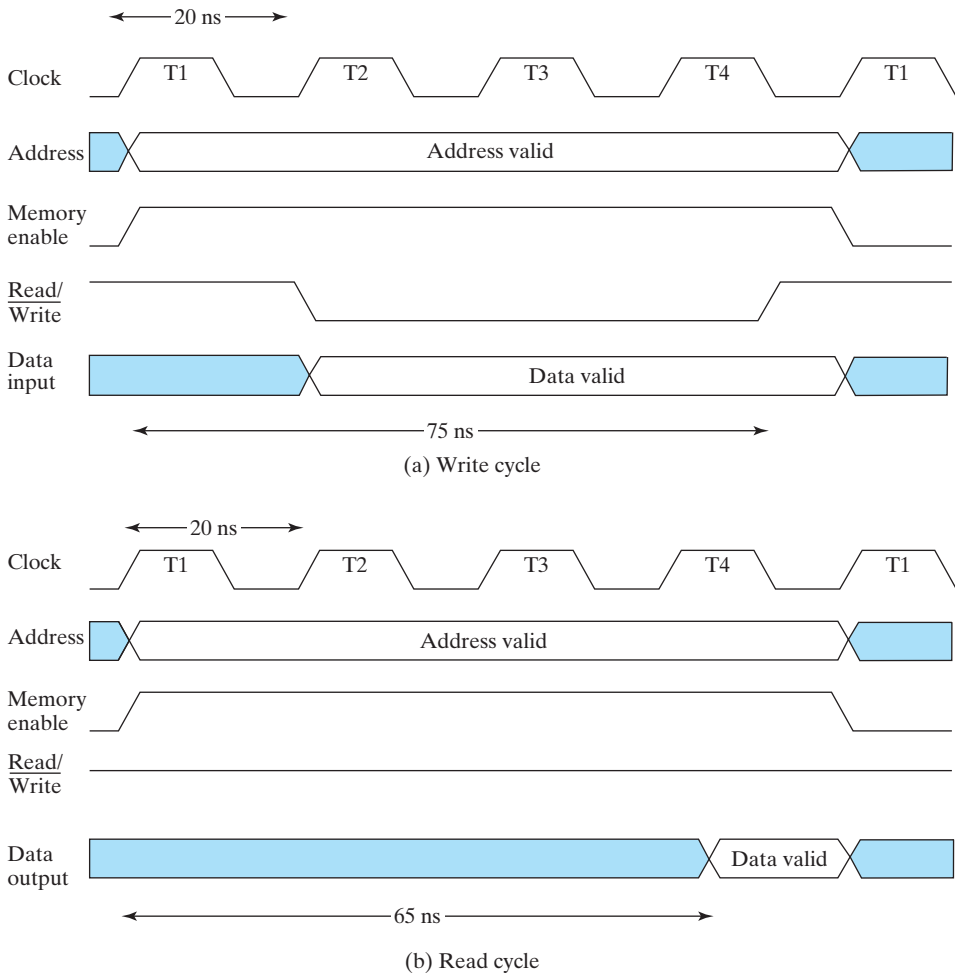 20 ns
Clock
T1
T2
T3
T4
T1
Address
Address valid
Memory
enable
Read/
Write
Data
input
Data valid
75 ns
(a) Write cycle
20 ns
Clock
T1
T2
T3
T4
T1
Address
Address valid
Memory
enable
Read/
Write
Data
output
Data valid
65 ns
(b) Read cycle